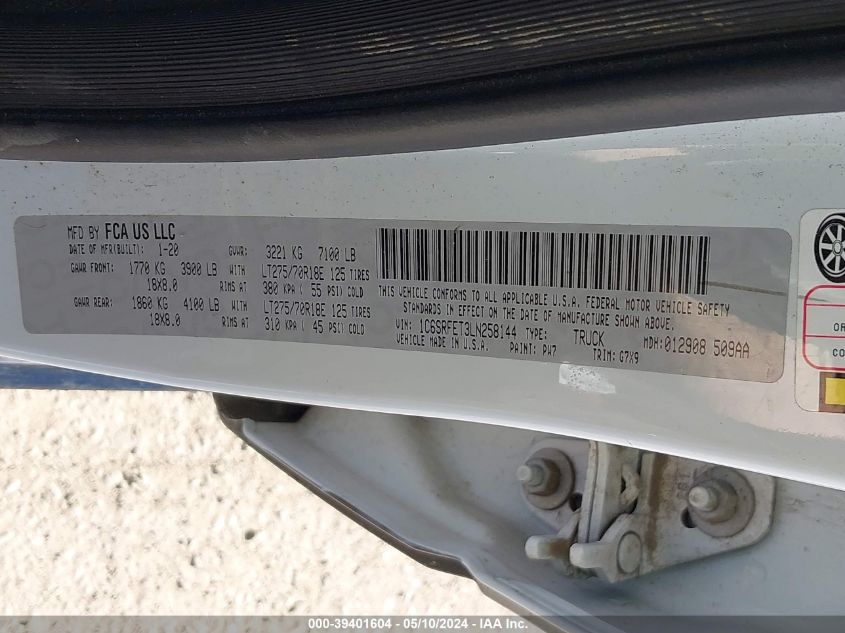 MFD BY FCA US LLC
DATE OF MFR(BUILT): 1-20 GVWR: 3221 KG 7100 LB
GAWR FRONT: 1770 KG 3900 LB WITH LT275/70R18E 125 TIRES
18X8.0 RIMS AT 380 KPA ( 55 PSI) COLD
GAWR REAR: 1860 KG 4100 LB WITH LT275/70R18E 125 TIRES
18X8.0 RIMS AT 310 KPA ( 45 PSI) COLD
THIS VEHICLE CONFORMS TO ALL APPLICABLE U.S.A. FEDERAL MOTOR VEHICLE SAFETY
STANDARDS IN EFFECT ON THE DATE OF MANUFACTURE SHOWN ABOVE.
VIN: 1C6SRFET3LN258144 TYPE: TRUCK MDH:012908 509AA
VEHICLE MADE IN U.S.A. PAINT: PW7 TRIM: G7X9
OR
CO
000-39401604 / 05/10/2024 / IAA Inc.